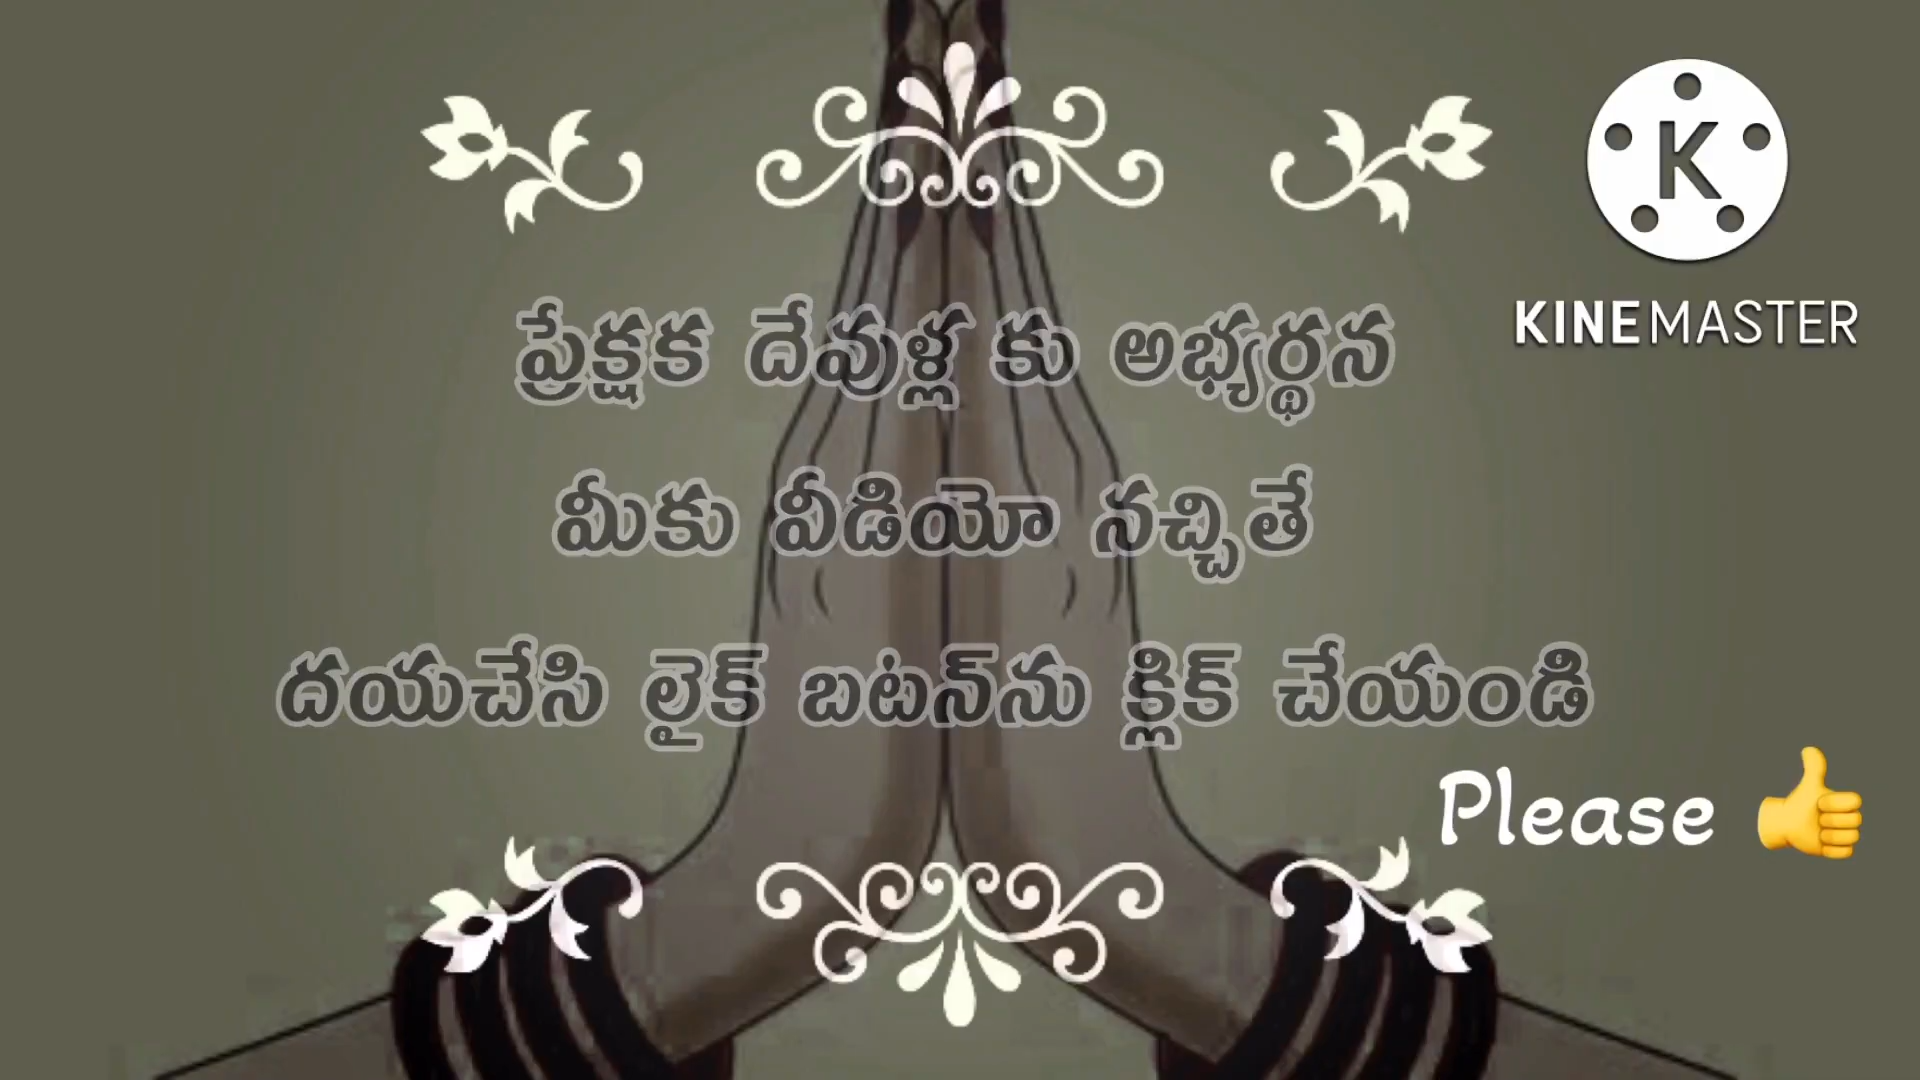 K
KINEMASTER
ప్రేక్షక దేవుళ్ల కు అభ్యర్థన
మీకు వీడియో నచ్చితే
దయచేసి లైక్ బటన్‌ను క్లిక్ చేయండి
Please 👍